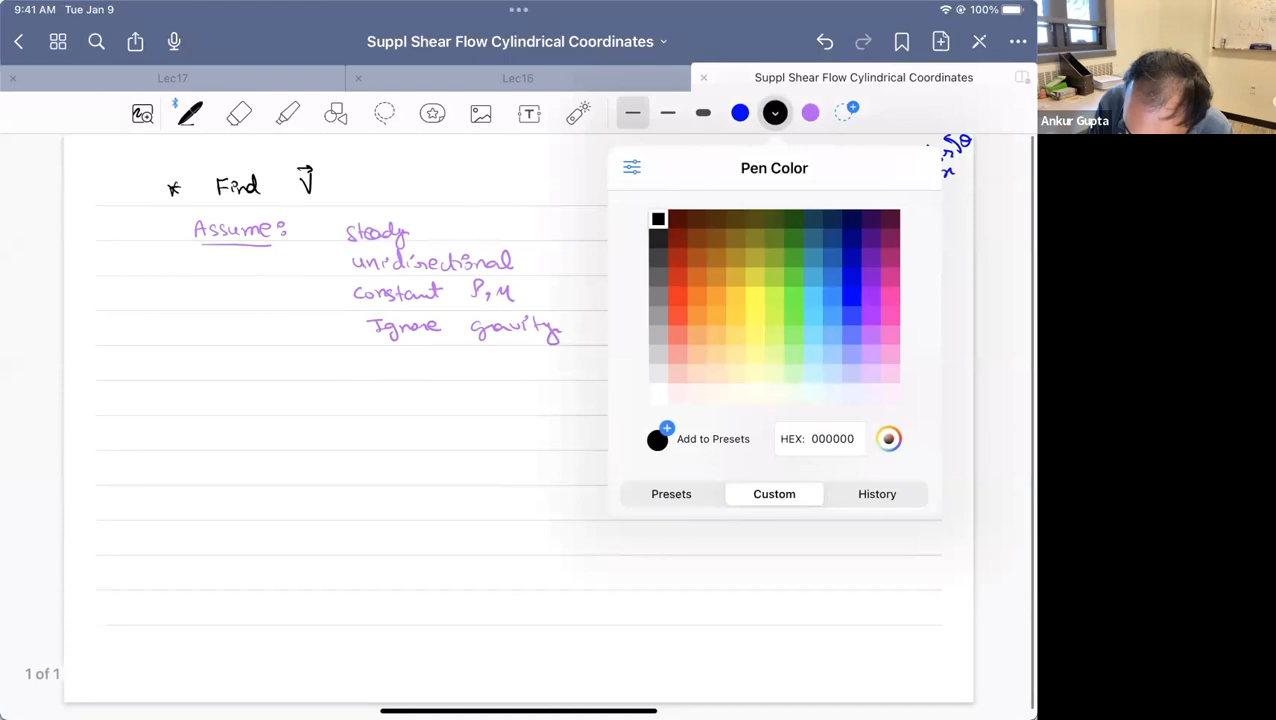 9:41 AM Tue Jan 9
100%
Suppl Shear Flow Cylindrical Coordinates
Lec17
Lec16
Suppl Shear Flow Cylindrical Coordinates
T
Ankur Gupta
θ
r
* Find v⃗
Assume: Steady
unidirectional
constant ρ, μ
Ignore gravity
Pen Color
Add to Presets
HEX: 000000
Presets
Custom
History
1 of 1